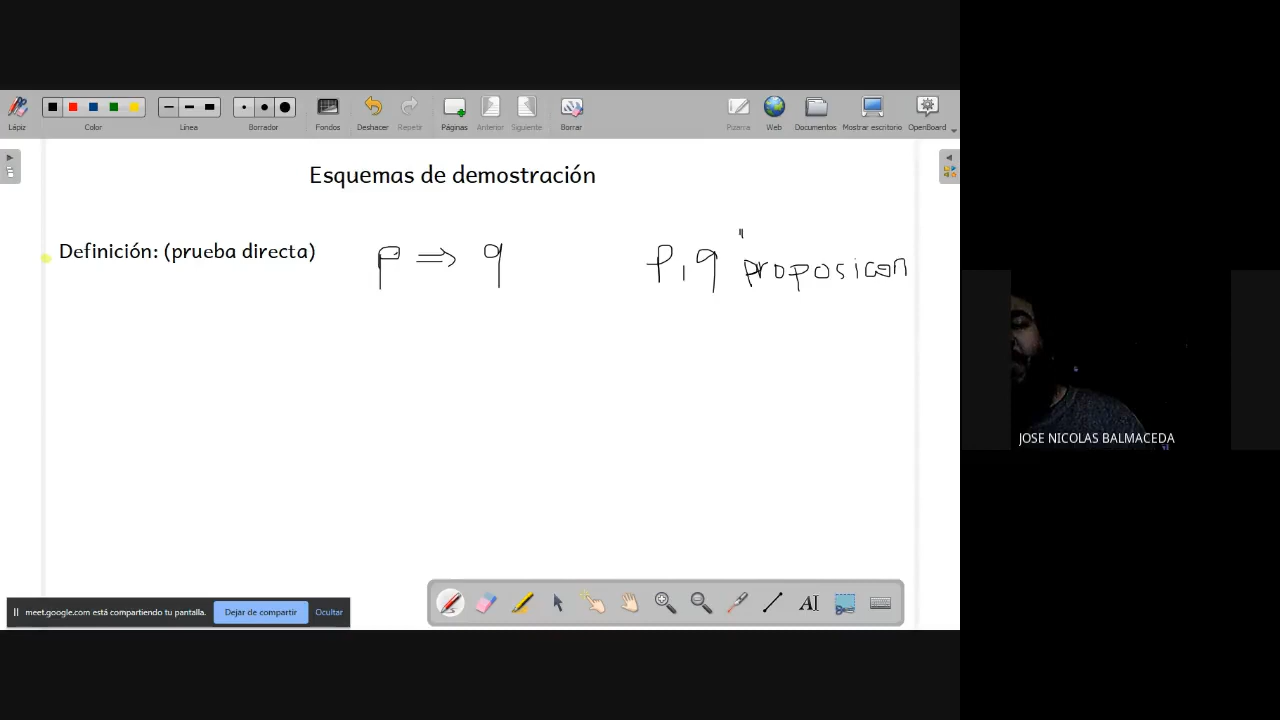 Lápiz Color Línea Borrador Fondos Deshacer Repetir Páginas Anterior Siguiente Borrar Pizarra Web Documentos Mostrar escritorio OpenBoard
Esquemas de demostración
Definición: (prueba directa) p ⇒ q p, q proposicon
JOSE NICOLAS BALMACEDA
meet.google.com está compartiendo tu pantalla. Dejar de compartir Ocultar
AI